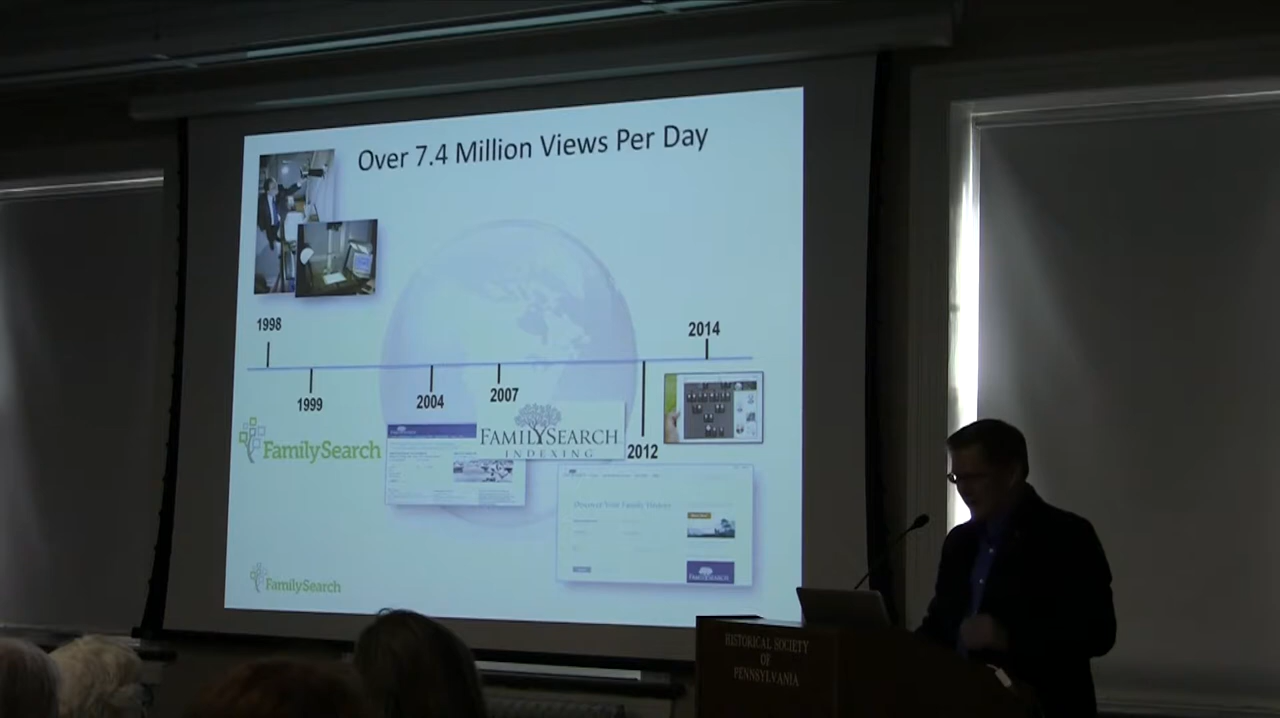 Over 7.4 Million Views Per Day
1998
2014
1999
2004
2007
2012
FamilySearch
FAMILYSEARCH
INDEXING
Discover Your Family History
FamilySearch
HISTORICAL SOCIETY
OF
PENNSYLVANIA